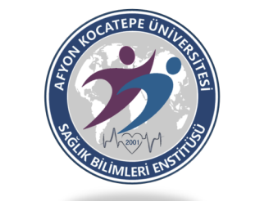 AFYON KOCATEPE ÜNİVERSİTESİ
2001
SAĞLIK BİLİMLERİ ENSTİTÜSÜ